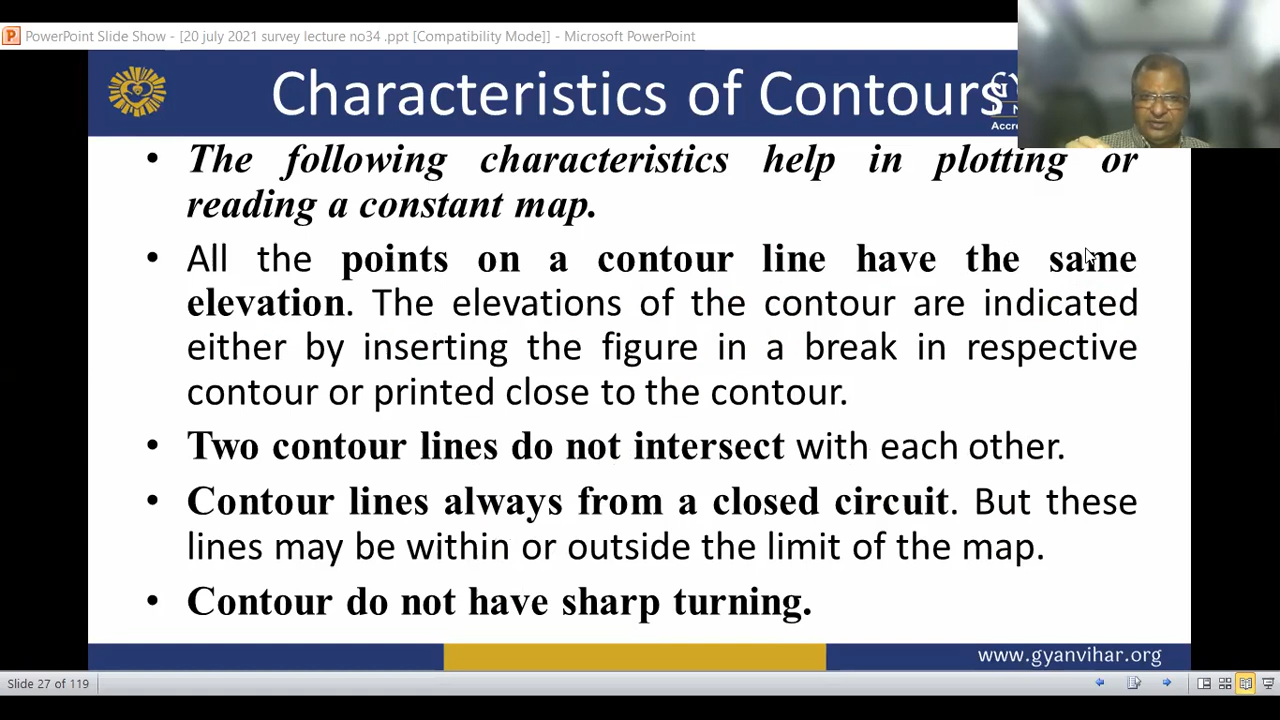 PowerPoint Slide Show - [20 july 2021 survey lecture no34 .ppt [Compatibility Mode]] - Microsoft PowerPoint
Characteristics of Contours
Accre
• The following characteristics help in plotting or
reading a constant map.
• All the points on a contour line have the same
elevation. The elevations of the contour are indicated
either by inserting the figure in a break in respective
contour or printed close to the contour.
• Two contour lines do not intersect with each other.
• Contour lines always from a closed circuit. But these
lines may be within or outside the limit of the map.
• Contour do not have sharp turning.
www.gyanvihar.org
Slide 27 of 119